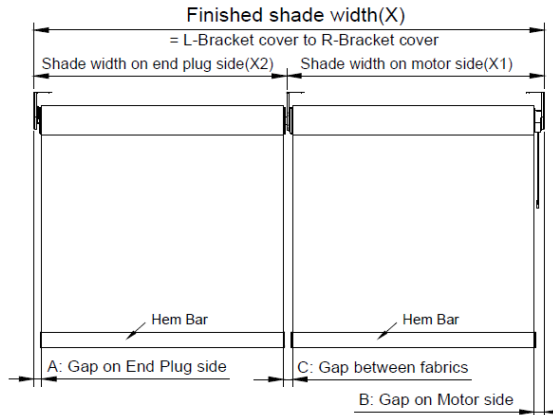 Finished shade width(X)
= L-Bracket cover to R-Bracket cover
Shade width on end plug side(X2)
Shade width on motor side(X1)
Hem Bar
Hem Bar
A: Gap on End Plug side
C: Gap between fabrics
B: Gap on Motor side